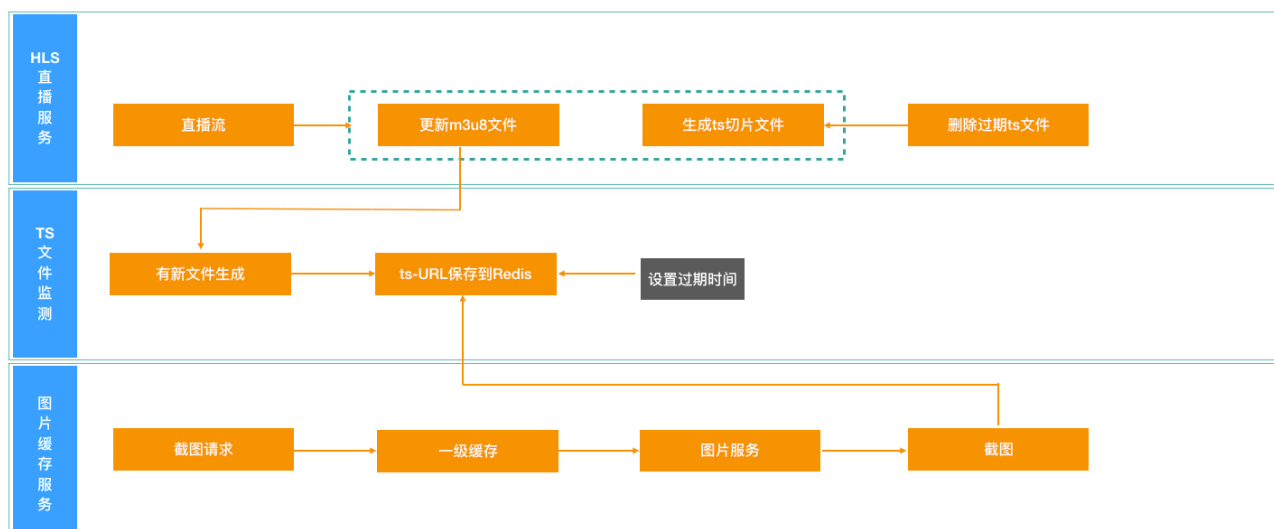 HLS
直
播
服
务
直播流
更新m3u8文件
生成ts切片文件
删除过期ts文件
TS
文
件
监
测
有新文件生成
ts-URL保存到Redis
设置过期时间
图
片
缓
存
服
务
截图请求
一级缓存
图片服务
截图